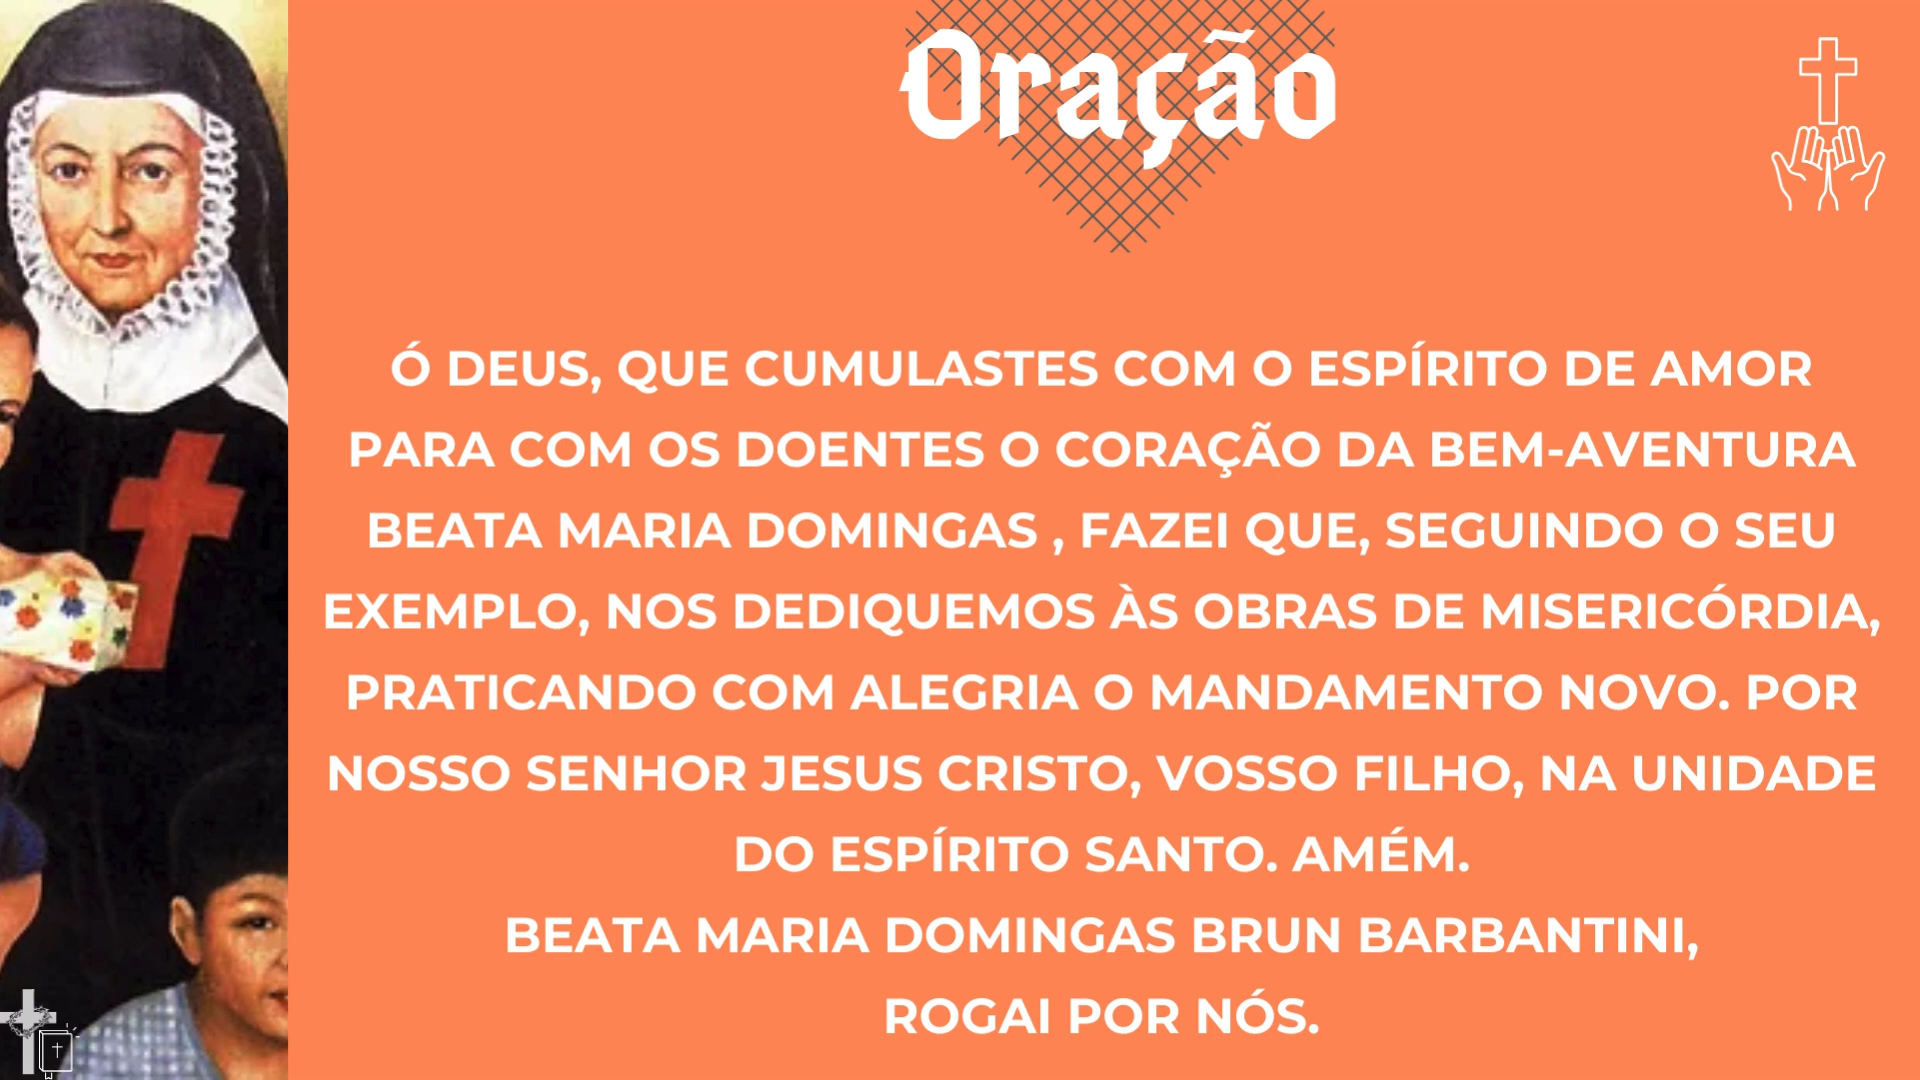 Oração
Ó DEUS, QUE CUMULASTES COM O ESPÍRITO DE AMOR
PARA COM OS DOENTES O CORAÇÃO DA BEM-AVENTURA
BEATA MARIA DOMINGAS , FAZEI QUE, SEGUINDO O SEU
EXEMPLO, NOS DEDIQUEMOS ÀS OBRAS DE MISERICÓRDIA,
PRATICANDO COM ALEGRIA O MANDAMENTO NOVO. POR
NOSSO SENHOR JESUS CRISTO, VOSSO FILHO, NA UNIDADE
DO ESPÍRITO SANTO. AMÉM.
BEATA MARIA DOMINGAS BRUN BARBANTINI,
ROGAI POR NÓS.